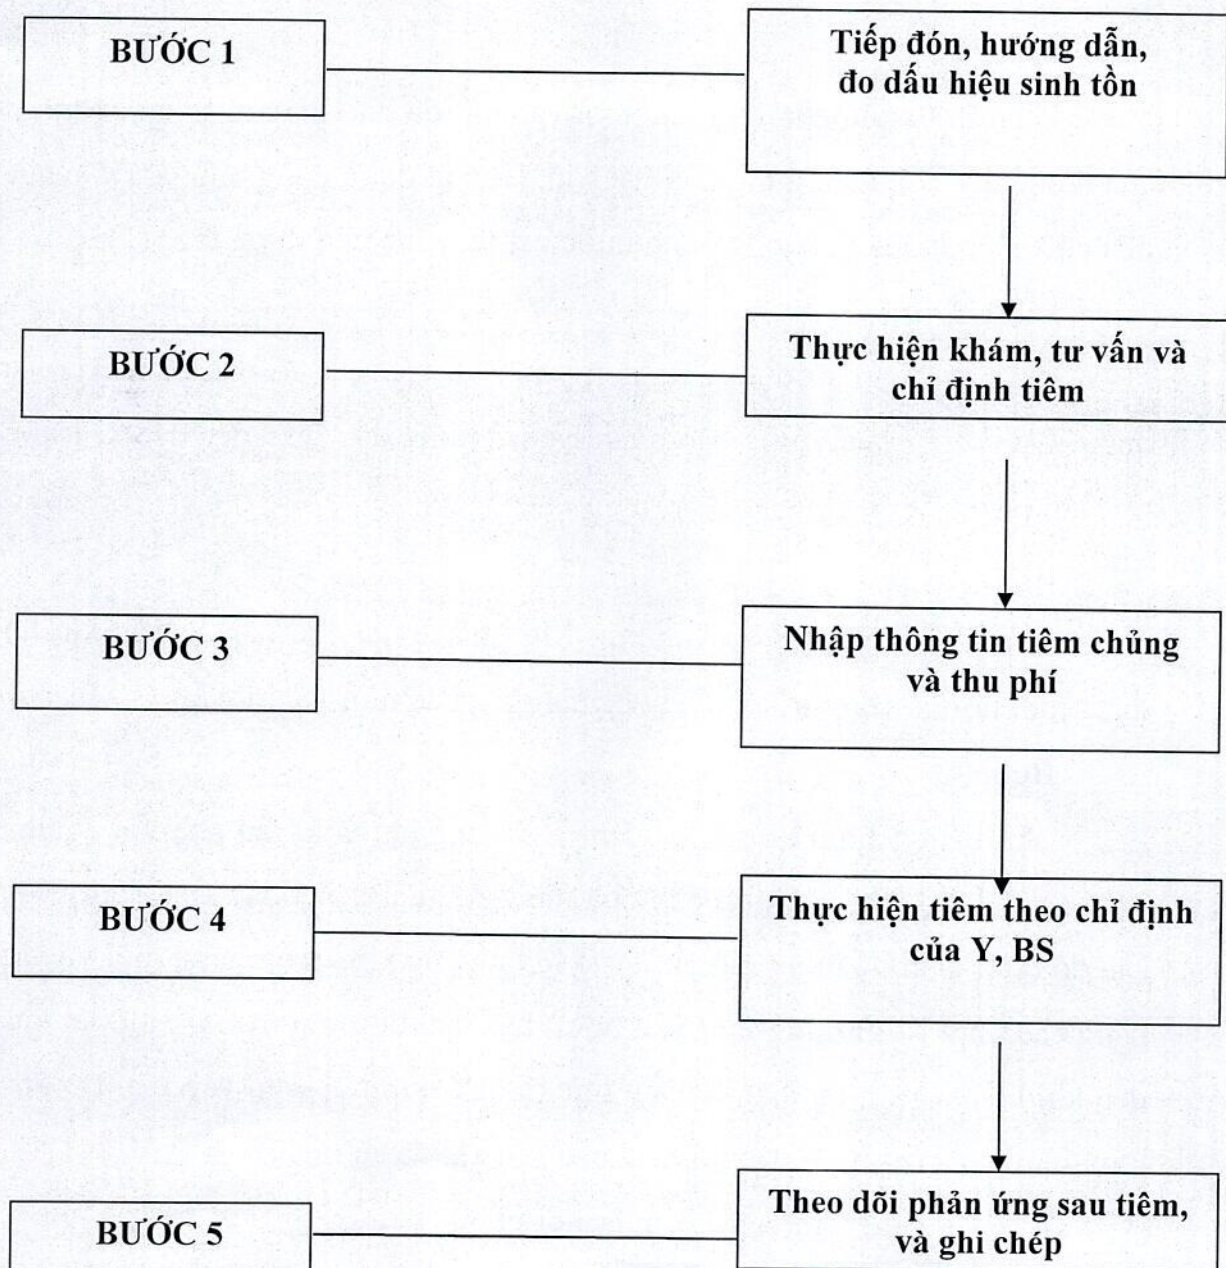 BƯỚC 1
Tiếp đón, hướng dẫn,
đo dấu hiệu sinh tồn
BƯỚC 2
Thực hiện khám, tư vấn và
chỉ định tiêm
BƯỚC 3
Nhập thông tin tiêm chủng
và thu phí
BƯỚC 4
Thực hiện tiêm theo chỉ định
của Y, BS
BƯỚC 5
Theo dõi phản ứng sau tiêm,
và ghi chép